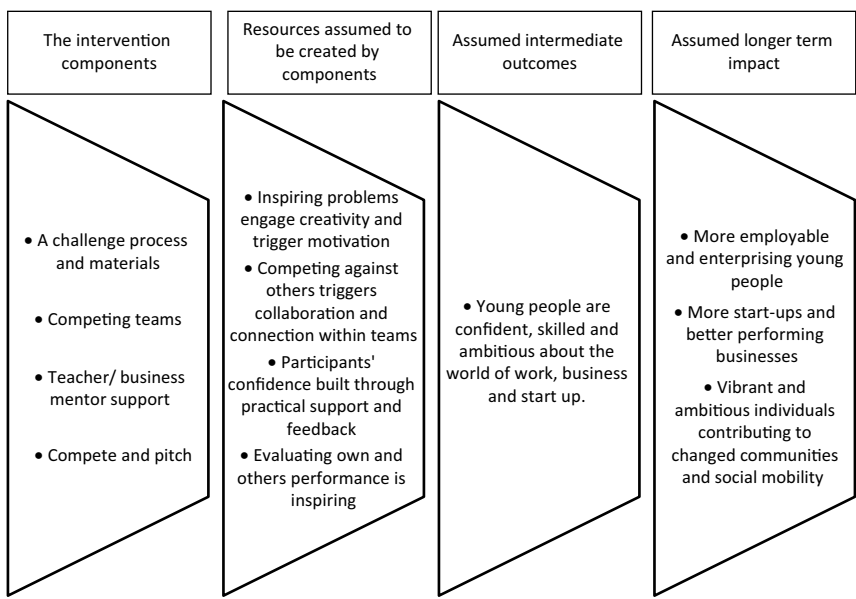 The intervention
components
Resources assumed to
be created by
components
Assumed intermediate
outcomes
Assumed longer term
impact
• A challenge process
and materials
• Competing teams
• Teacher/ business
mentor support
• Compete and pitch
• Inspiring problems
engage creativity and
trigger motivation
• Competing against
others triggers
collaboration and
connection within teams
• Participants'
confidence built through
practical support and
feedback
• Evaluating own and
others performance is
inspiring
• Young people are
confident, skilled and
ambitious about the
world of work, business
and start up.
• More employable
and enterprising young
people
• More start-ups and
better performing
businesses
• Vibrant and
ambitious individuals
contributing to
changed communities
and social mobility